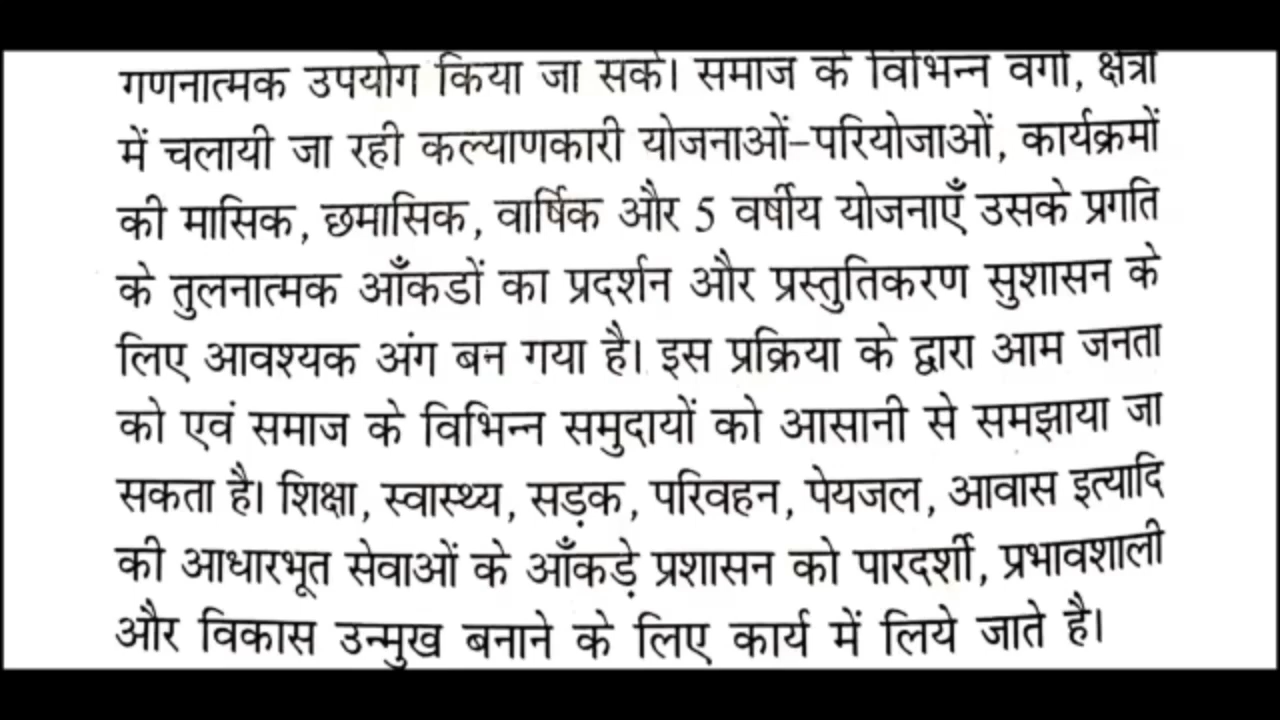 गणनात्मक उपयोग किया जा सके। समाज के विभिन्न वर्गो, क्षेत्रों
में चलायी जा रही कल्याणकारी योजनाओं-परियोजाओं, कार्यक्रमों
की मासिक, छमासिक, वार्षिक और 5 वर्षीय योजनाएँ उसके प्रगति
के तुलनात्मक आँकडों का प्रदर्शन और प्रस्तुतिकरण सुशासन के
लिए आवश्यक अंग बन गया है। इस प्रक्रिया के द्वारा आम जनता
को एवं समाज के विभिन्न समुदायों को आसानी से समझाया जा
सकता है। शिक्षा, स्वास्थ्य, सड़क, परिवहन, पेयजल, आवास इत्यादि
की आधारभूत सेवाओं के आँकड़े प्रशासन को पारदर्शी, प्रभावशाली
और विकास उन्मुख बनाने के लिए कार्य में लिये जाते है।